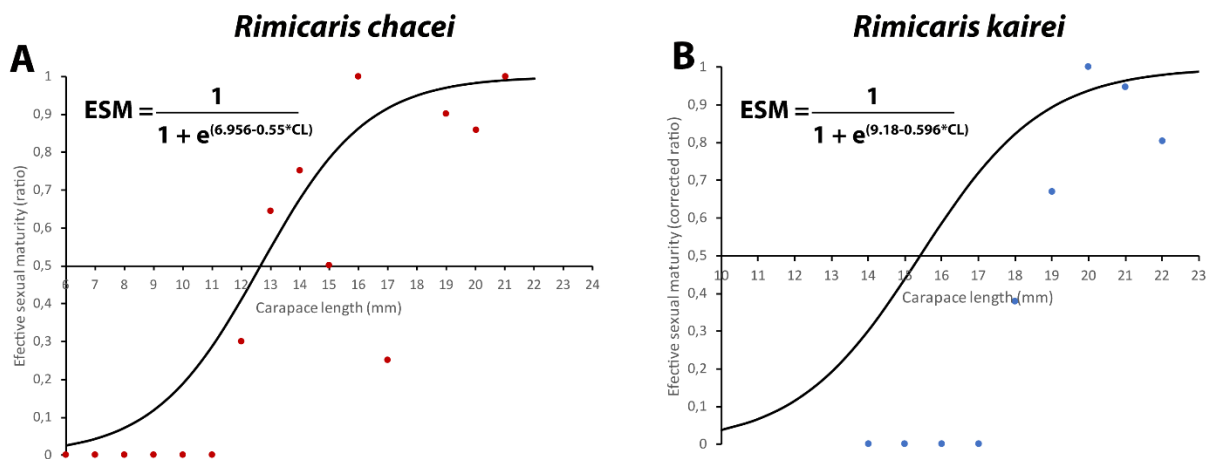 Rimicaris chacei
A
ESM = 1 / 1 + e^(6.956-0.55*CL)
Efective sexual maturity (ratio)
1
0,9
0,8
0,7
0,6
0,5
0,4
0,3
0,2
0,1
0
6 7 8 9 10 11 12 13 14 15 16 17 18 19 20 21 22 23 24
Carapace length (mm)
Rimicaris kairei
B
ESM = 1 / 1 + e^(9.18-0.596*CL)
Effective sexual maturity (corrected ratio)
1
0,9
0,8
0,7
0,6
0,5
0,4
0,3
0,2
0,1
0
10 11 12 13 14 15 16 17 18 19 20 21 22 23
Carapace length (mm)